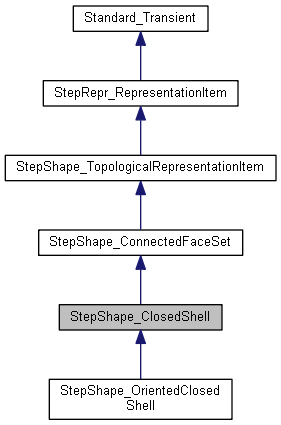 Standard_Transient
StepRepr_RepresentationItem
StepShape_TopologicalRepresentationItem
StepShape_ConnectedFaceSet
StepShape_ClosedShell
StepShape_OrientedClosed
Shell